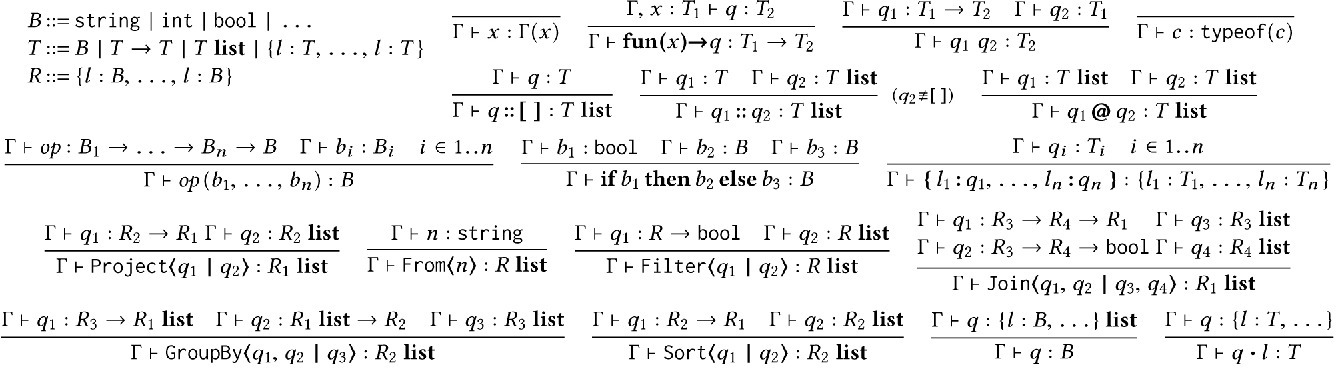 B ::= string | int | bool | . . .
T ::= B | T → T | T list | {l : T, . . . , l : T}
R ::= {l : B, . . . , l : B}
Γ ⊢ x : Γ(x)
Γ, x : T₁ ⊢ q : T₂
Γ ⊢ fun(x)→q : T₁ → T₂
Γ ⊢ q₁ : T₁ → T₂ Γ ⊢ q₂ : T₁
Γ ⊢ q₁ q₂ : T₂
Γ ⊢ c : typeof(c)
Γ ⊢ q : T
Γ ⊢ q :: [ ] : T list
Γ ⊢ q₁ : T Γ ⊢ q₂ : T list
Γ ⊢ q₁ :: q₂ : T list
(q₂≢[ ])
Γ ⊢ q₁ : T list Γ ⊢ q₂ : T list
Γ ⊢ q₁ @ q₂ : T list
Γ ⊢ op : B₁ → . . . → Bₙ → B Γ ⊢ bᵢ : Bᵢ i ∈ 1..n
Γ ⊢ op(b₁, . . . , bₙ) : B
Γ ⊢ b₁ : bool Γ ⊢ b₂ : B Γ ⊢ b₃ : B
Γ ⊢ if b₁ then b₂ else b₃ : B
Γ ⊢ qᵢ : Tᵢ i ∈ 1..n
Γ ⊢ { l₁ : q₁, . . . , lₙ : qₙ } : {l₁ : T₁, . . . , lₙ : Tₙ}
Γ ⊢ q₁ : R₂ → R₁ Γ ⊢ q₂ : R₂ list
Γ ⊢ Project⟨q₁ | q₂⟩ : R₁ list
Γ ⊢ n : string
Γ ⊢ From⟨n⟩ : R list
Γ ⊢ q₁ : R → bool Γ ⊢ q₂ : R list
Γ ⊢ Filter⟨q₁ | q₂⟩ : R list
Γ ⊢ q₁ : R₃ → R₄ → R₁ Γ ⊢ q₃ : R₃ list
Γ ⊢ q₂ : R₃ → R₄ → bool Γ ⊢ q₄ : R₄ list
Γ ⊢ Join⟨q₁, q₂ | q₃, q₄⟩ : R₁ list
Γ ⊢ q₁ : R₃ → R₁ list Γ ⊢ q₂ : R₁ list → R₂ Γ ⊢ q₃ : R₃ list
Γ ⊢ GroupBy⟨q₁, q₂ | q₃⟩ : R₂ list
Γ ⊢ q₁ : R₂ → R₁ Γ ⊢ q₂ : R₂ list
Γ ⊢ Sort⟨q₁ | q₂⟩ : R₂ list
Γ ⊢ q : {l : B, . . .} list
Γ ⊢ q : B
Γ ⊢ q : {l : T, . . .}
Γ ⊢ q · l : T